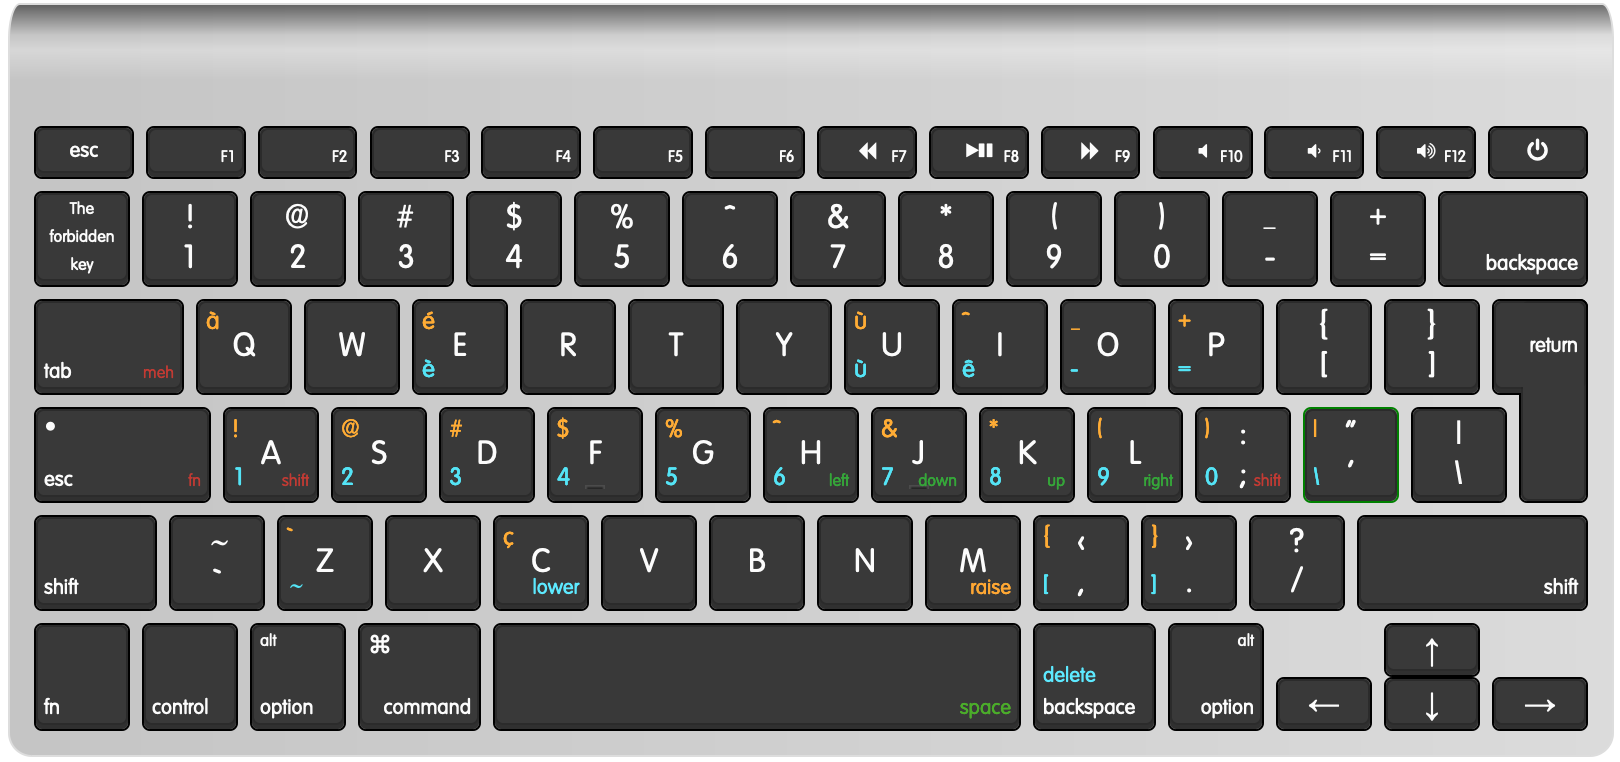 esc F1 F2 F3 F4 F5 F6 F7 F8 F9 F10 F11 F12
The
forbidden
key
! @ # $ % ^ & * ( ) _ +
1 2 3 4 5 6 7 8 9 0 - =
backspace
à é ù ^ _ + { }
Q W E R T Y U I O P
è ù ê - = [ ]
tab meh return
• ! @ # $ % ^ & * ( ) : | " |
A S D F G H J K L
1 2 3 4 5 6 7 8 9 0 ; \ ' \
esc fn shift left down up right shift
~ ` ç { < } > ?
Z X C V B N M
` ~ [ , ] . /
shift lower raise shift
alt ⌘ alt ↑
delete
fn control option command space backspace option ← ↓ →